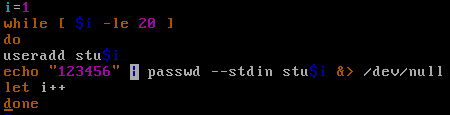 i=1
while [ $i -le 20 ]
do
useradd stu$i
echo "123456" | passwd --stdin stu$i &> /dev/null
let i++
done